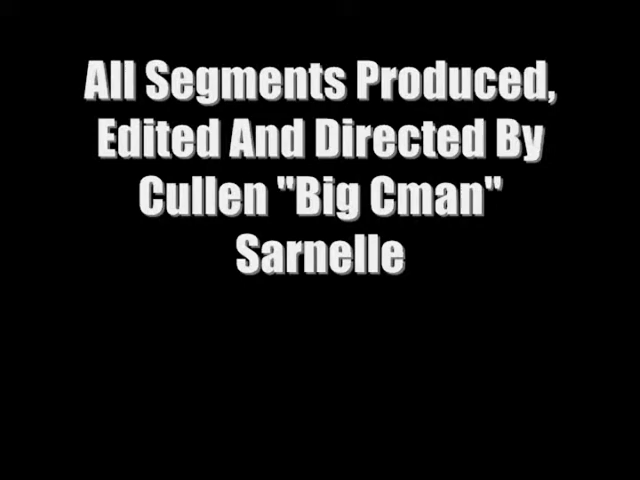 All Segments Produced,
Edited And Directed By
Cullen "Big Cman"
Sarnelle